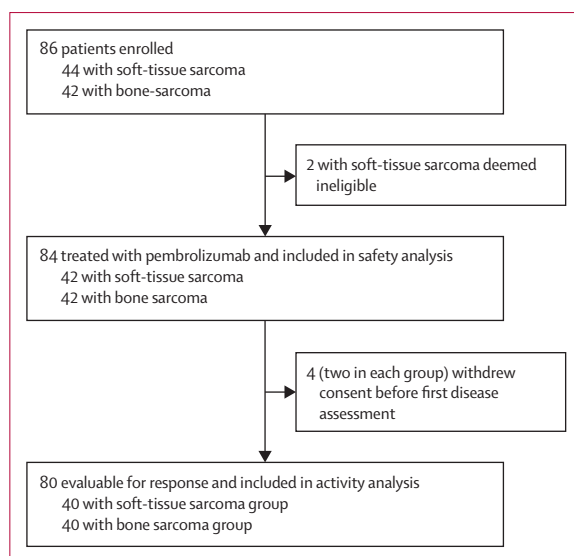 86 patients enrolled
44 with soft-tissue sarcoma
42 with bone-sarcoma
2 with soft-tissue sarcoma deemed
ineligible
84 treated with pembrolizumab and included in safety analysis
42 with soft-tissue sarcoma
42 with bone sarcoma
4 (two in each group) withdrew
consent before first disease
assessment
80 evaluable for response and included in activity analysis
40 with soft-tissue sarcoma group
40 with bone sarcoma group